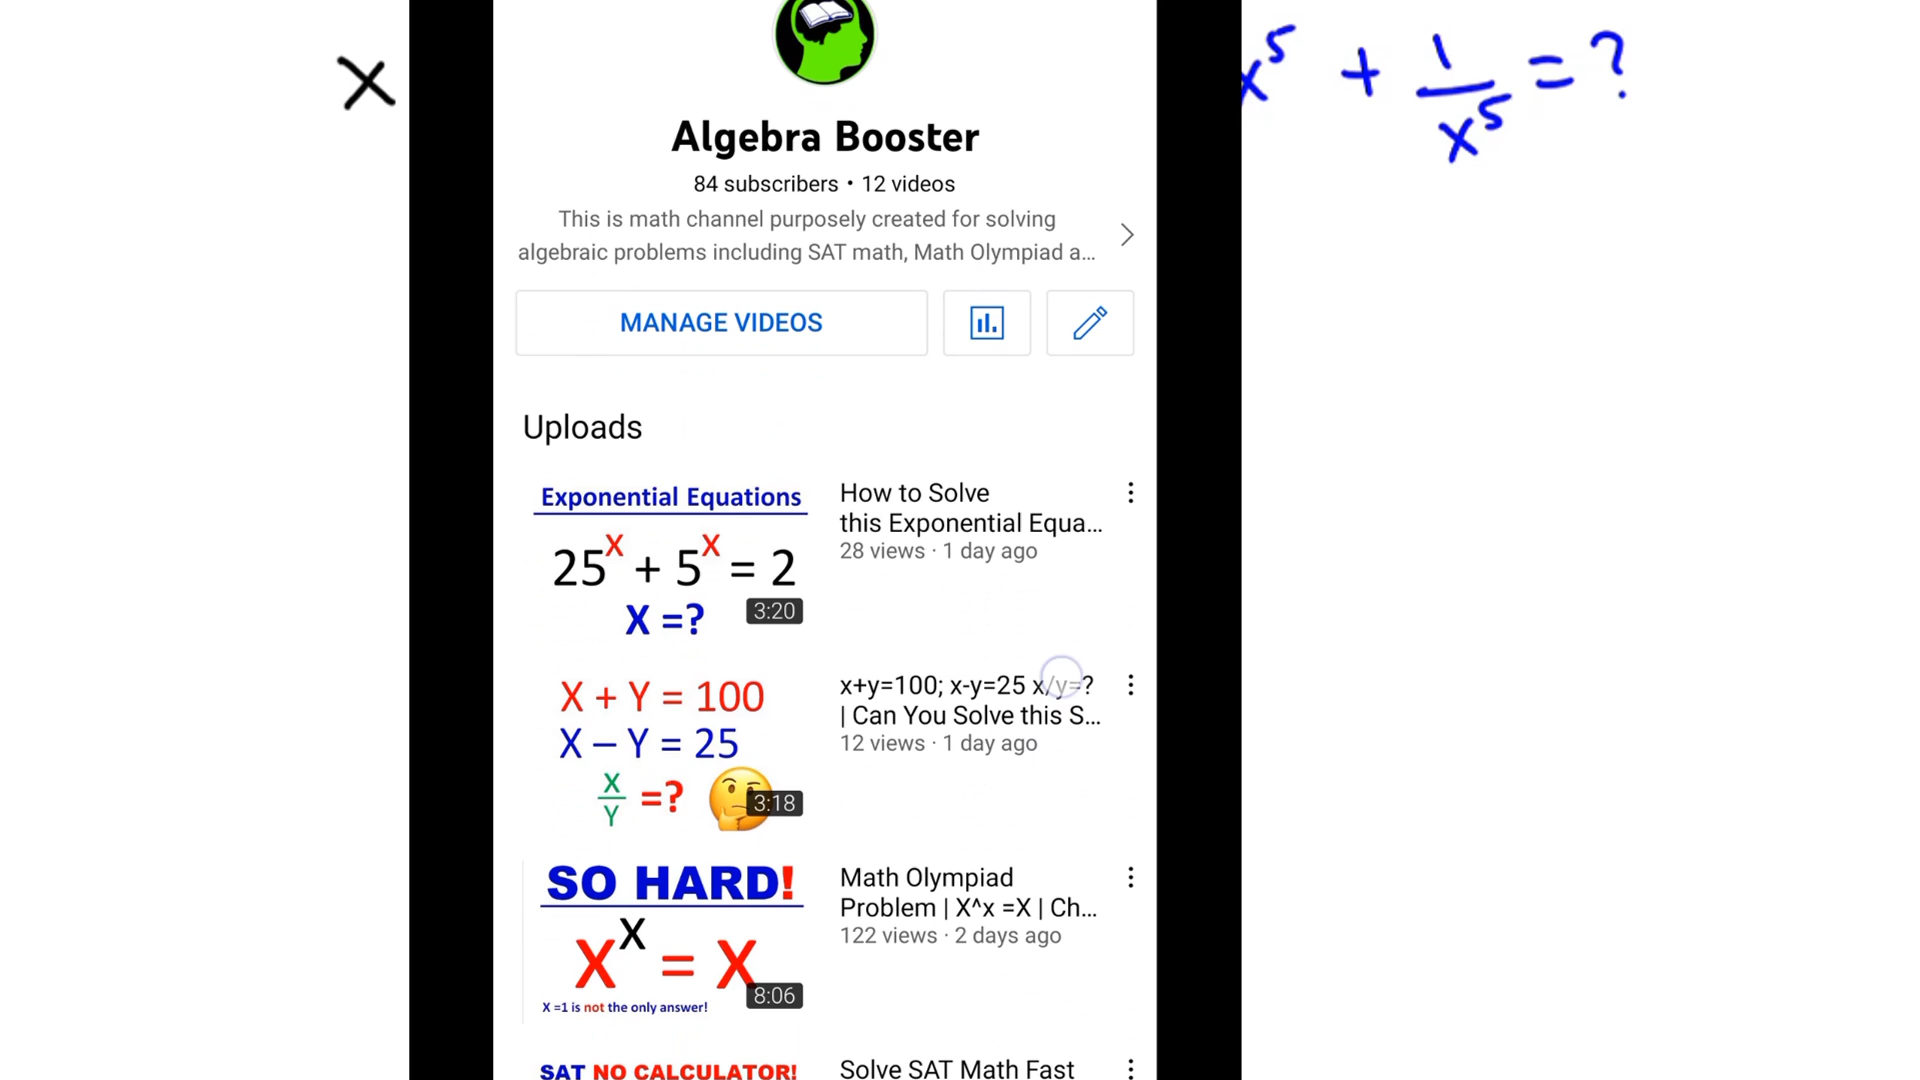 x
x⁵ + 1/x⁵ = ?
Algebra Booster
84 subscribers • 12 videos
This is math channel purposely created for solving
algebraic problems including SAT math, Math Olympiad a...
MANAGE VIDEOS
Uploads
Exponential Equations
25^x + 5^x = 2
X =?
3:20
How to Solve
this Exponential Equa...
28 views · 1 day ago
X + Y = 100
X – Y = 25
X/Y =?
3:18
x+y=100; x-y=25 x/y=?
| Can You Solve this S...
12 views · 1 day ago
SO HARD!
X^X = X
X =1 is not the only answer!
8:06
Math Olympiad
Problem | X^x =X | Ch...
122 views · 2 days ago
SAT NO CALCULATOR!
Solve SAT Math Fast